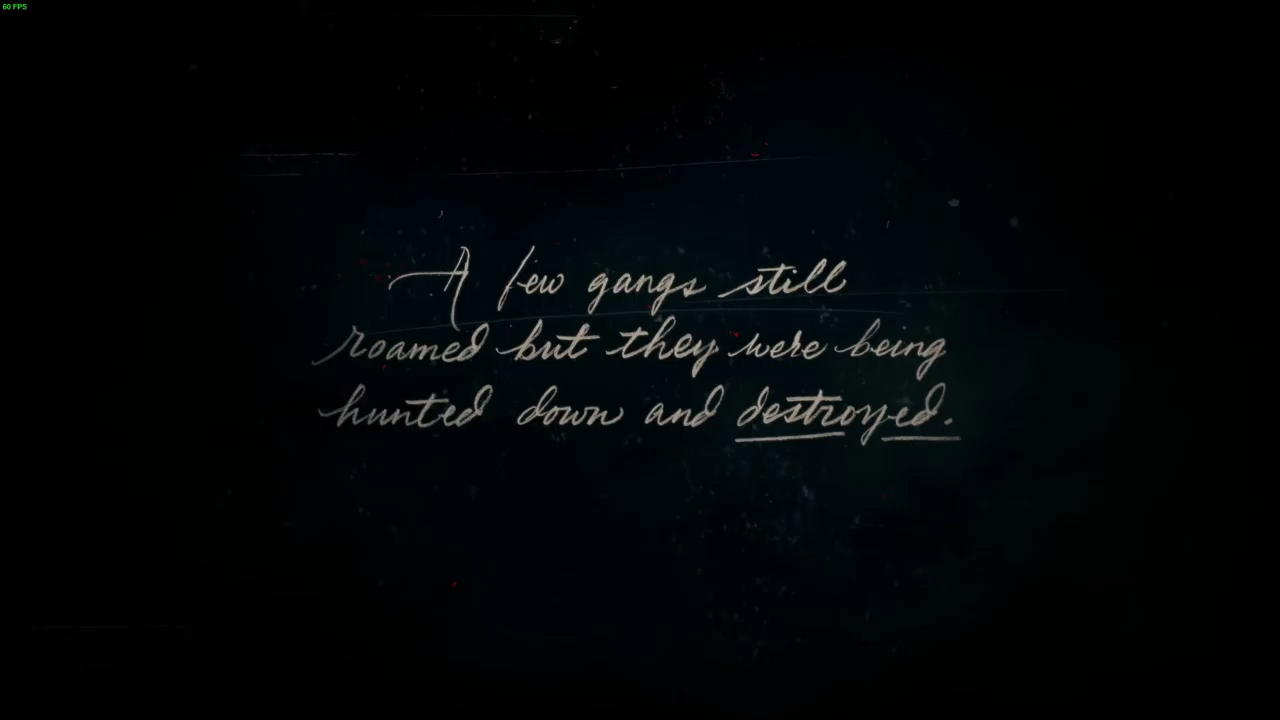 60 FPS
A few gangs still
roamed but they were being
hunted down and destroyed.